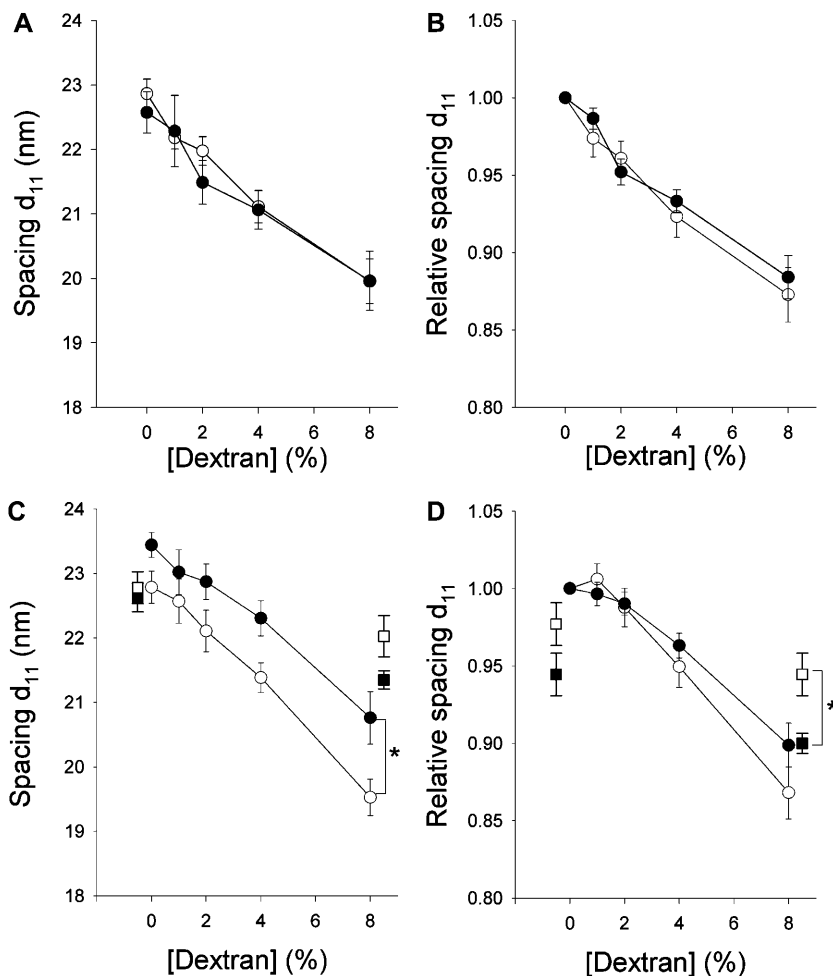 A
Spacing d11 (nm)
24
23
22
21
20
19
18
0 2 4 6 8
[Dextran] (%)
B
Relative spacing d11
1.05
1.00
0.95
0.90
0.85
0.80
0 2 4 6 8
[Dextran] (%)
C
Spacing d11 (nm)
24
23
22
21
20
19
18
*
0 2 4 6 8
[Dextran] (%)
D
Relative spacing d11
1.05
1.00
0.95
0.90
0.85
0.80
*
0 2 4 6 8
[Dextran] (%)